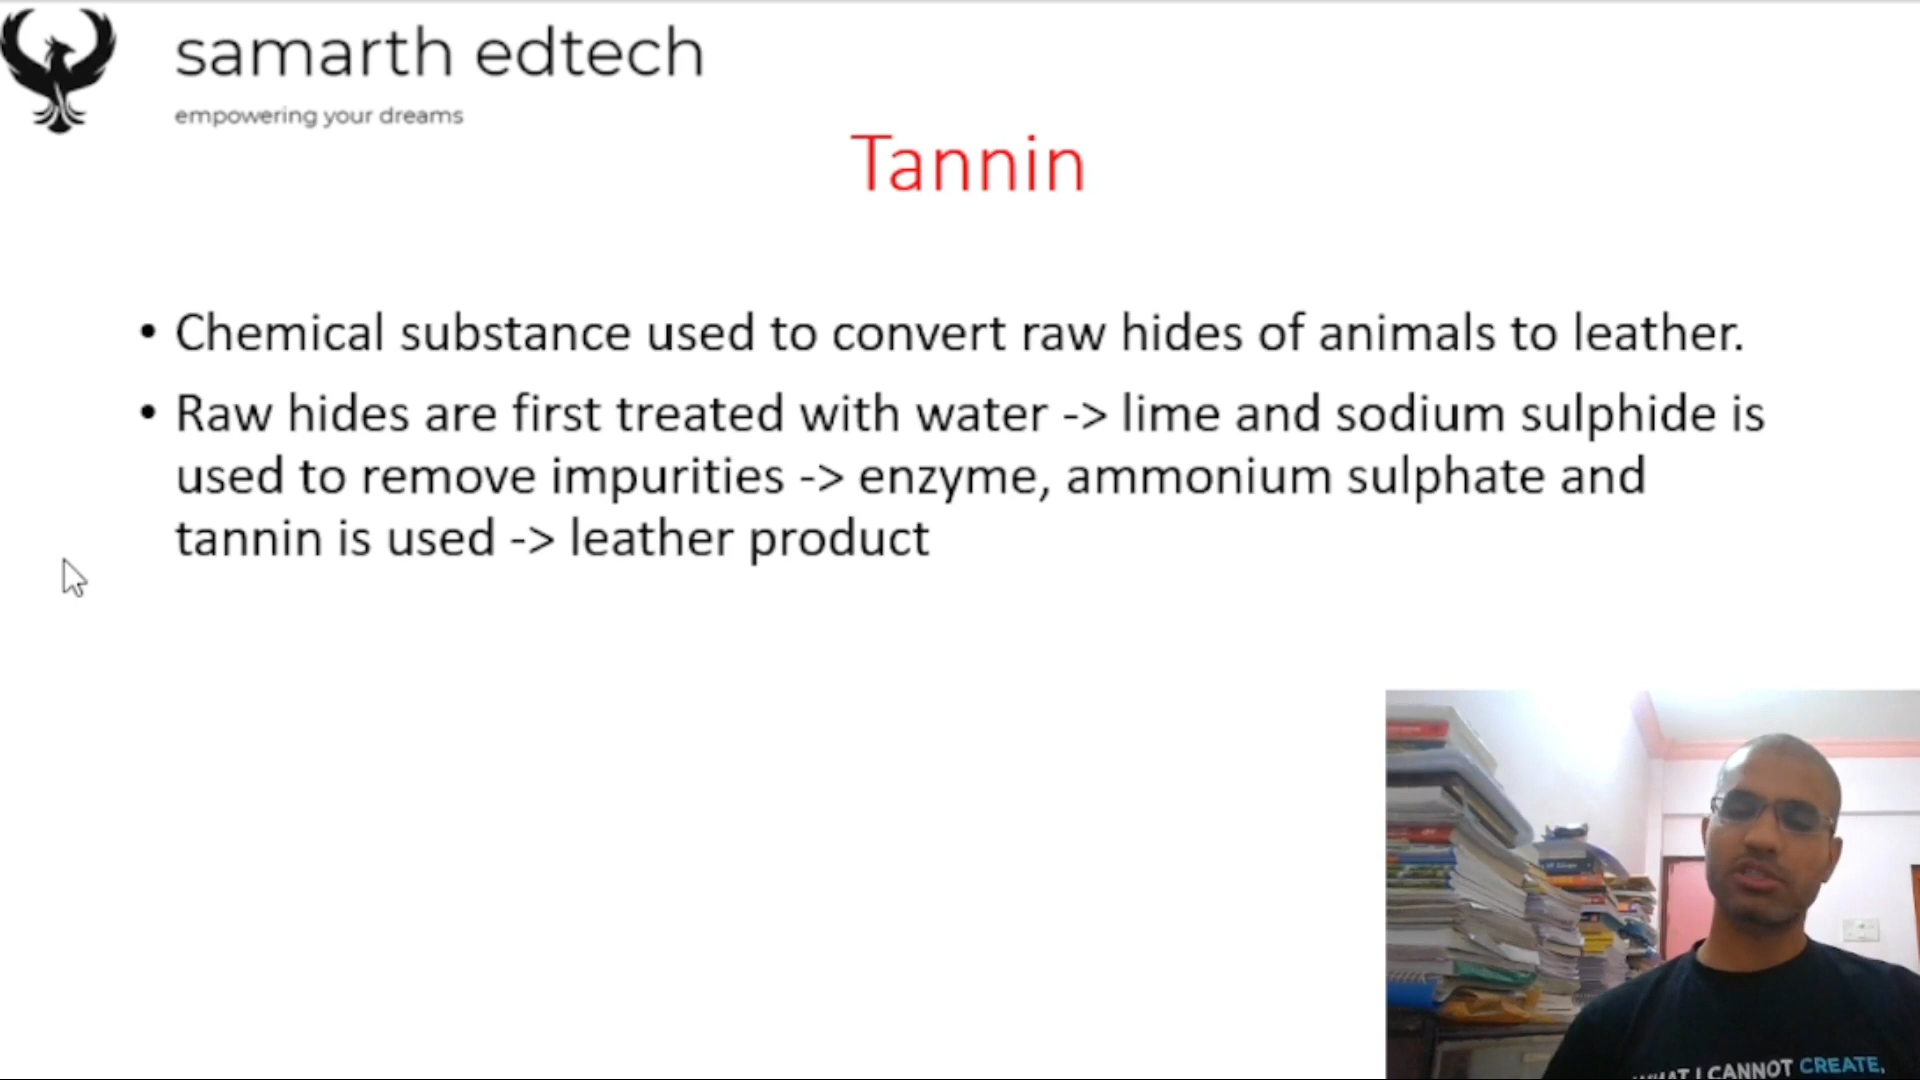 samarth edtech
empowering your dreams
Tannin
• Chemical substance used to convert raw hides of animals to leather.
• Raw hides are first treated with water -> lime and sodium sulphide is
used to remove impurities -> enzyme, ammonium sulphate and
tannin is used -> leather product
I CANNOT CREATE,